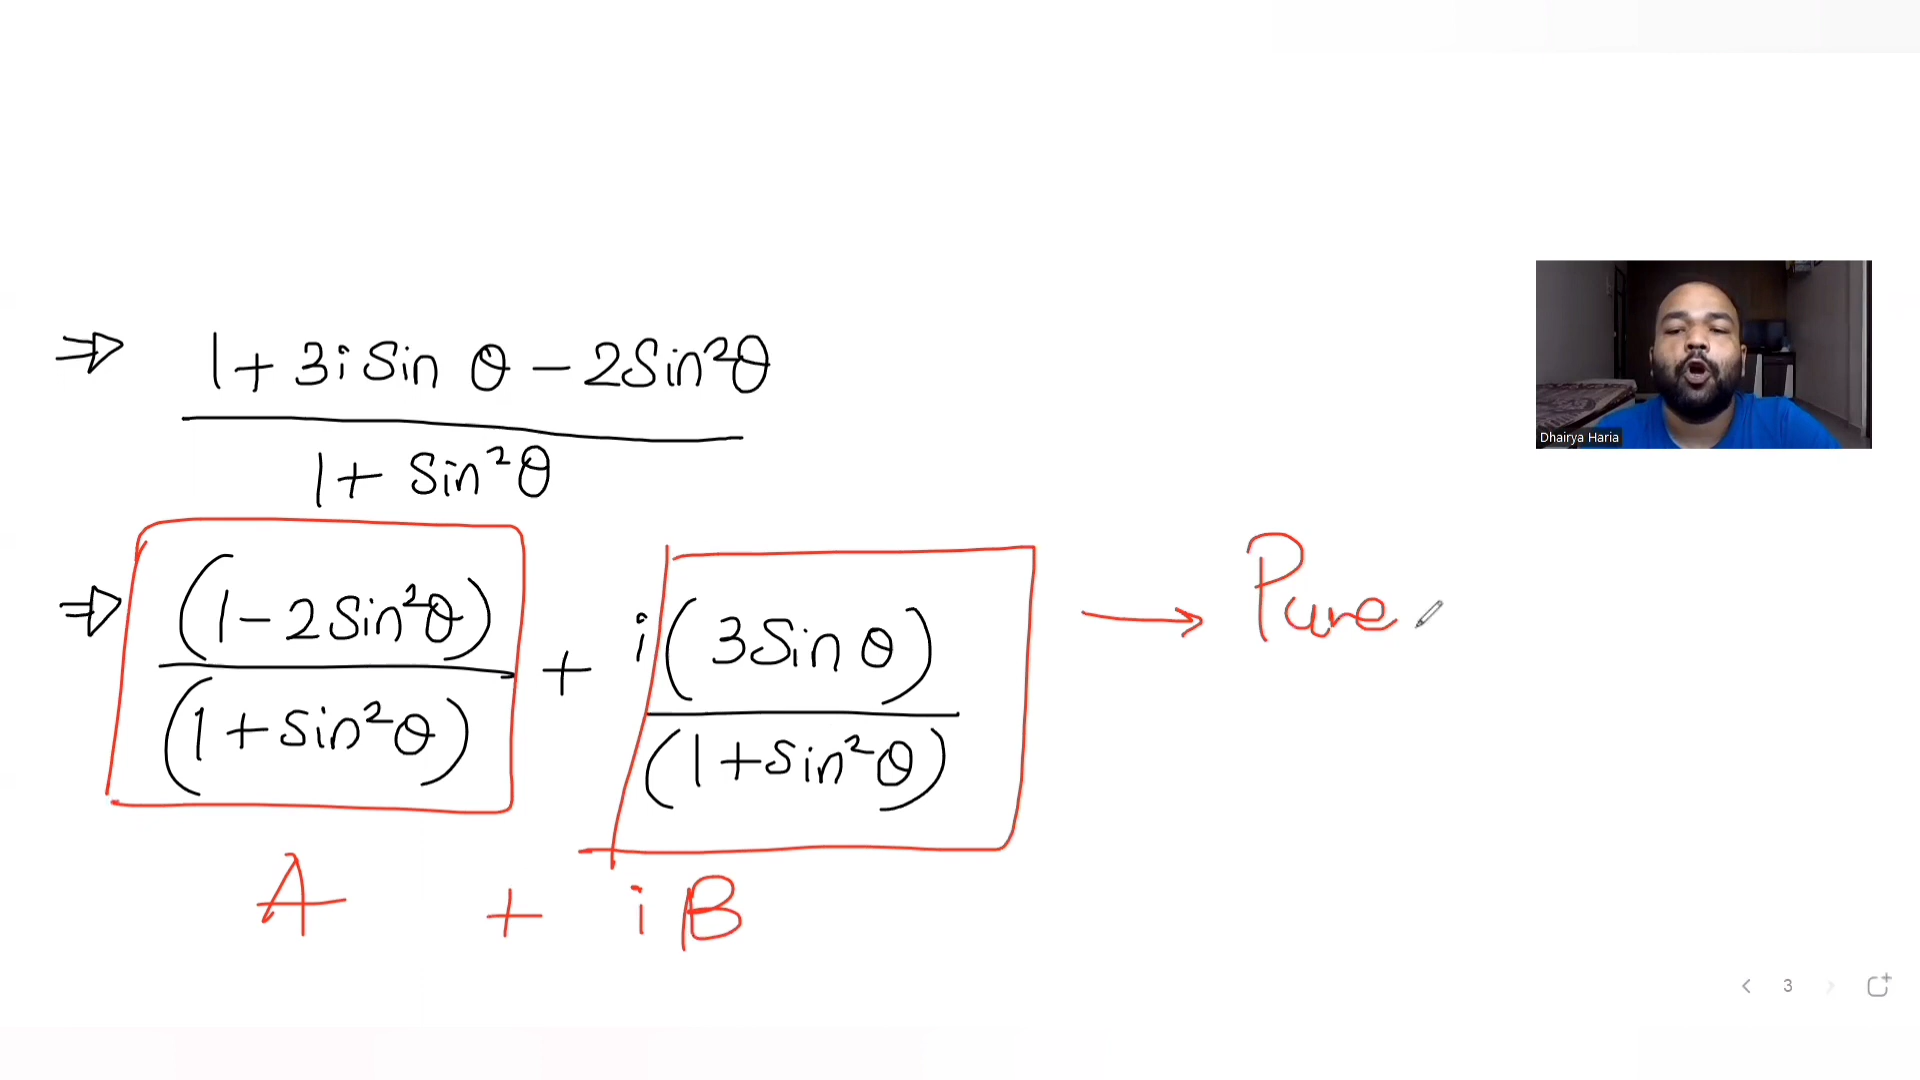 ⇒ 1 + 3i Sin θ − 2Sin²θ
1 + Sin²θ
⇒ (1 − 2Sin²θ) + i (3Sin θ) → Pure
(1 + Sin²θ) (1 + Sin²θ)
A + iB
Dhairya Haria
3